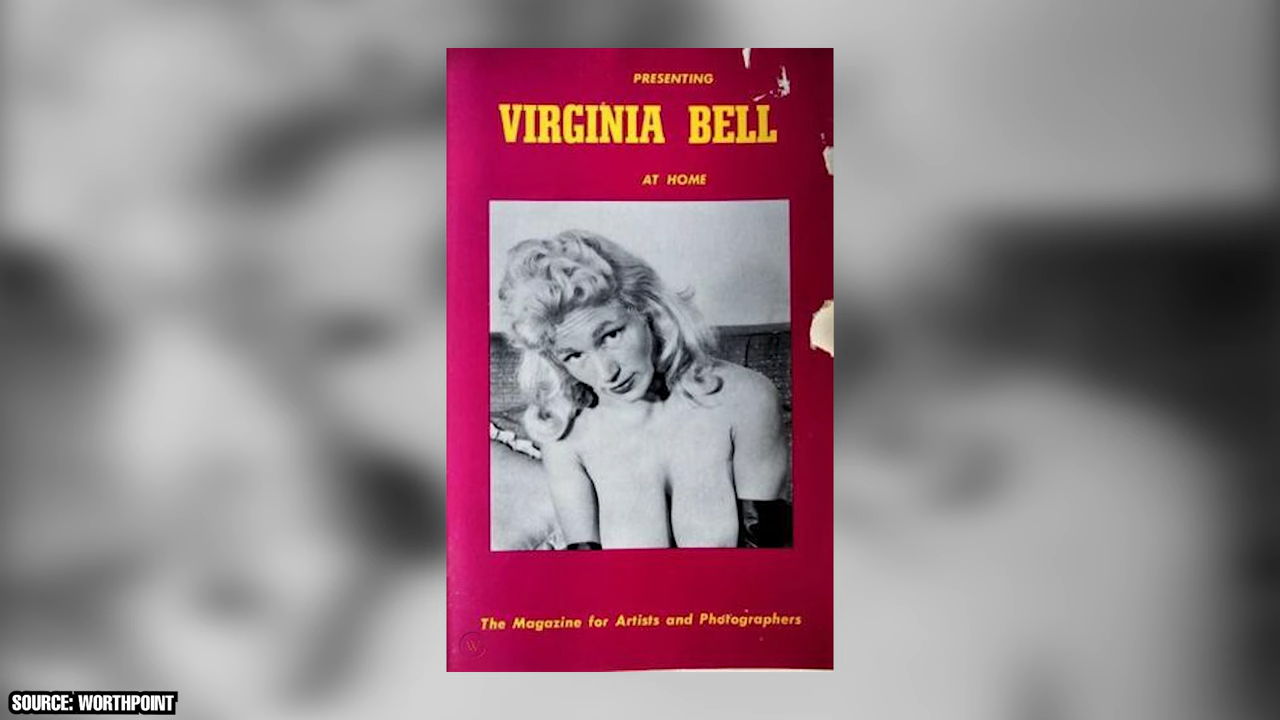 PRESENTING
VIRGINIA BELL
AT HOME
The Magazine for Artists and Photographers
W
SOURCE: WORTHPOINT